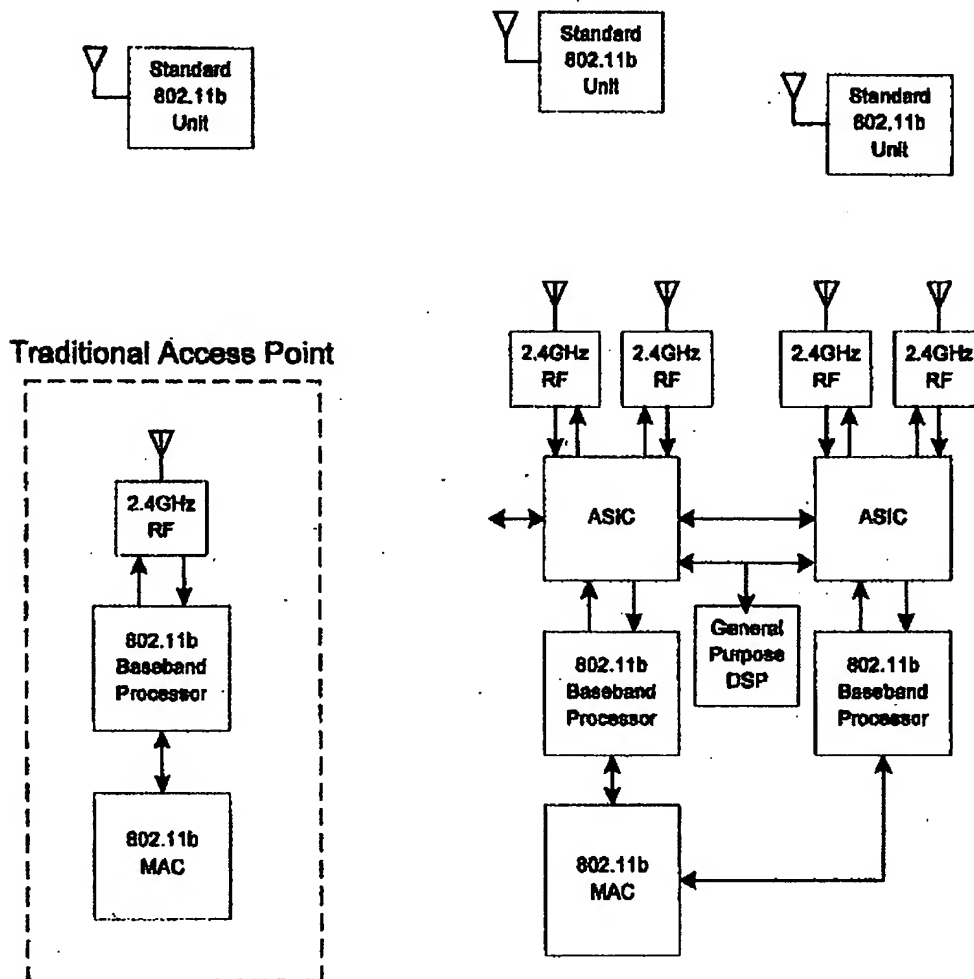 Standard
802.11b
Unit
Standard
802.11b
Unit
Standard
802.11b
Unit
Traditional Access Point
2.4GHz
RF
802.11b
Baseband
Processor
802.11b
MAC
2.4GHz
RF
2.4GHz
RF
2.4GHz
RF
2.4GHz
RF
ASIC
ASIC
802.11b
Baseband
Processor
General
Purpose
DSP
802.11b
Baseband
Processor
802.11b
MAC